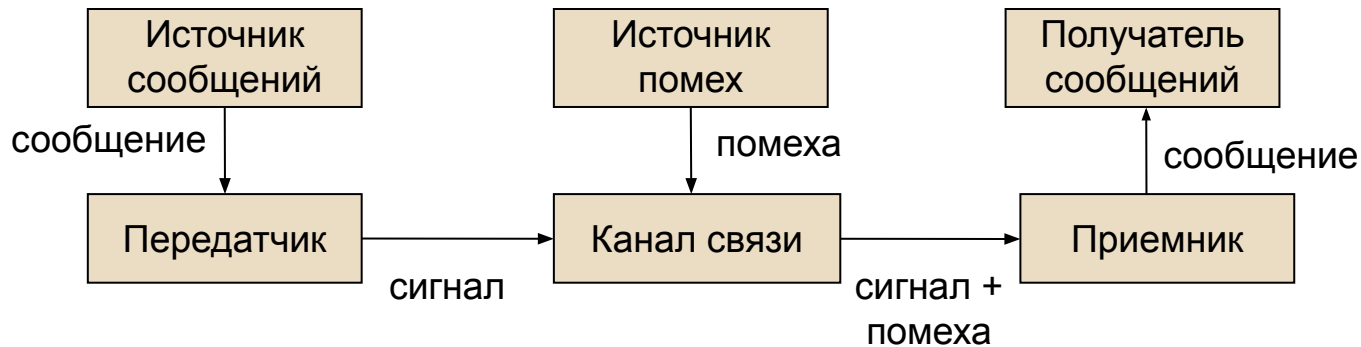 Источник
сообщений
Источник
помех
Получатель
сообщений
сообщение
помеха
сообщение
Передатчик
Канал связи
Приемник
сигнал
сигнал +
помеха